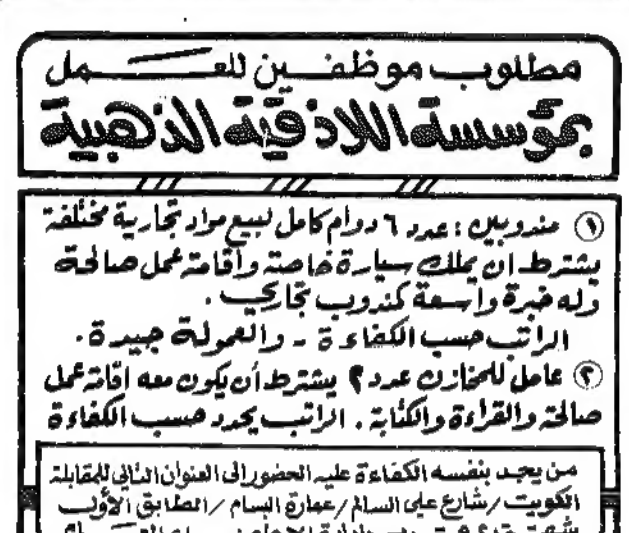 مطلوب موظفين للعمل
بمؤسسة اللاذقية الذهبية
① مندوبين : عدد ٦ دوام كامل لبيع مواد تجارية مختلفة
يشترط ان يملك سيارة خاصة وأقامة عمل صالحة
وله خبرة واسعة كمندوب تجاري .
الراتب حسب الكفاءة - والعمولة جيدة .
② عامل للمخازن عدد ٢ يشترط أن يكون معه اقامة عمل
صالحة والقراءة والكتابة . الراتب يحدد حسب الكفاءة
من يجد بنفسه الكفاءة عليه الحضور الى العنوان التالي للمقابلة
الكويت / شارع علي السالم / عمارة البسام / الطابق الأول